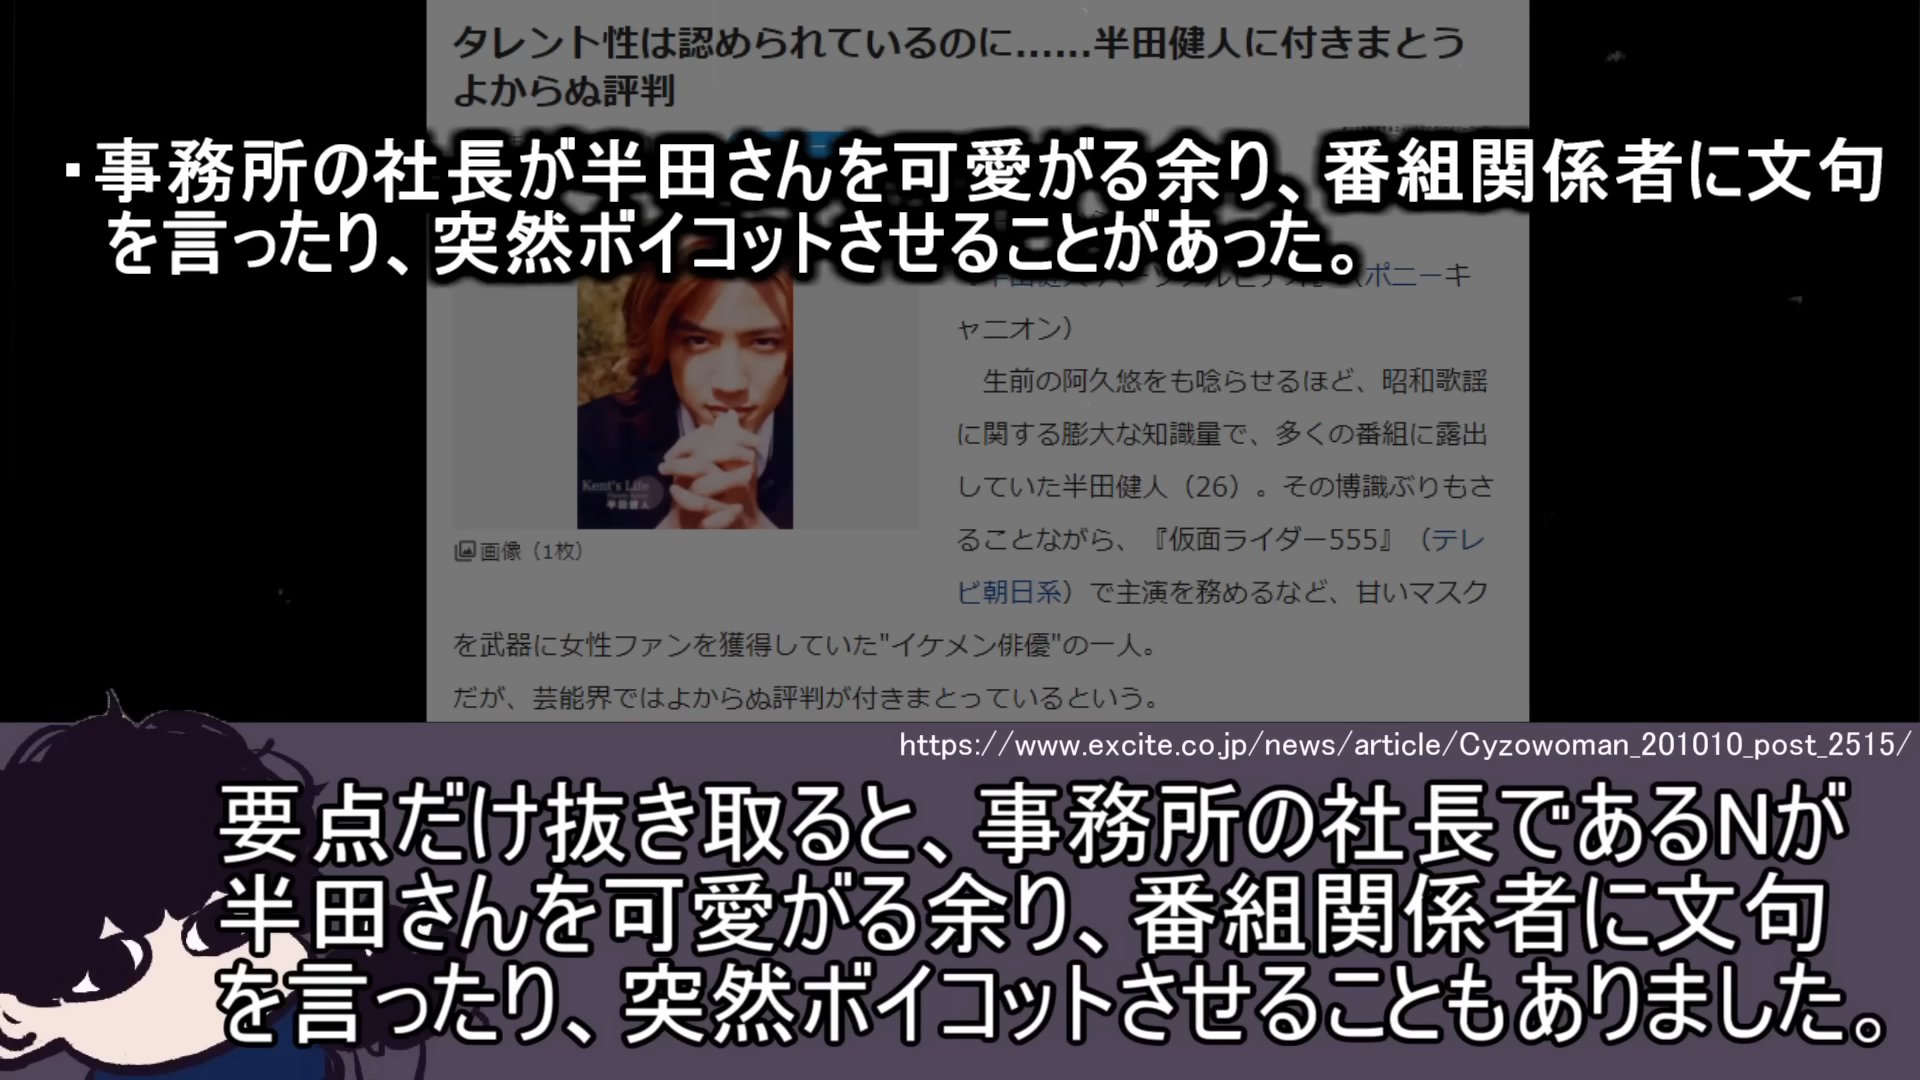 タレント性は認められているのに……半田健人に付きまとう
よからぬ評判
・事務所の社長が半田さんを可愛がる余り、番組関係者に文句
を言ったり、突然ボイコットさせることがあった。
（ポニーキ
ャニオン）
生前の阿久悠をも唸らせるほど、昭和歌謡
に関する膨大な知識量で、多くの番組に露出
していた半田健人（26）。その博識ぶりもさ
ることながら、『仮面ライダー555』（テレ
ビ朝日系）で主演を務めるなど、甘いマスク
を武器に女性ファンを獲得していた"イケメン俳優"の一人。
だが、芸能界ではよからぬ評判が付きまとっているという。
Kent's Life
半田健人
画像（1枚）
https://www.excite.co.jp/news/article/Cyzowoman_201010_post_2515/
要点だけ抜き取ると、事務所の社長であるNが
半田さんを可愛がる余り、番組関係者に文句
を言ったり、突然ボイコットさせることもありました。